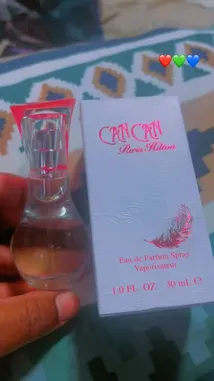 CAN CAN
Paris Hilton
Eau de Parfum Spray
Vaporisateur
1.0 FL. OZ. 30 mL ℮